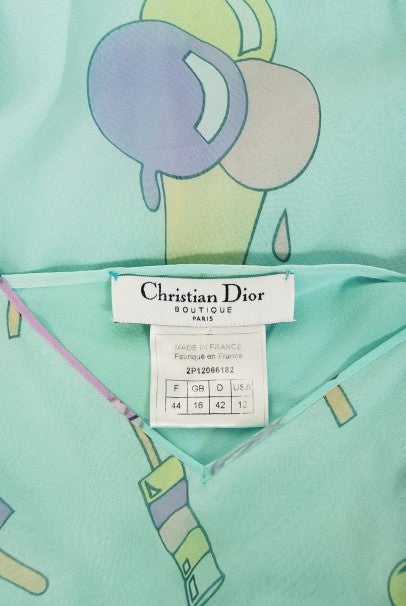 Christian Dior
BOUTIQUE
PARIS
MADE IN FRANCE
Fabriqué en France
2P12066182
F GB D USA
44 16 42 12